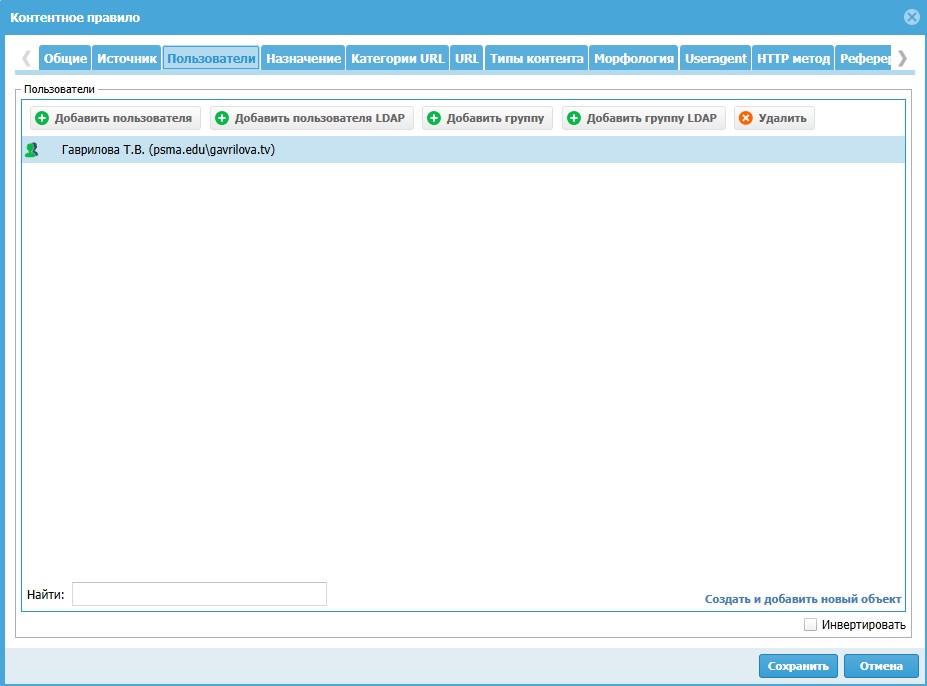 Контентное правило
Общие Источник Пользователи Назначение Категории URL URL Типы контента Морфология Useragent HTTP метод Реферер
Пользователи
Добавить пользователя Добавить пользователя LDAP Добавить группу Добавить группу LDAP Удалить
Гаврилова Т.В. (psma.edu\gavrilova.tv)
Найти:
Создать и добавить новый объект
Инвертировать
Сохранить Отмена